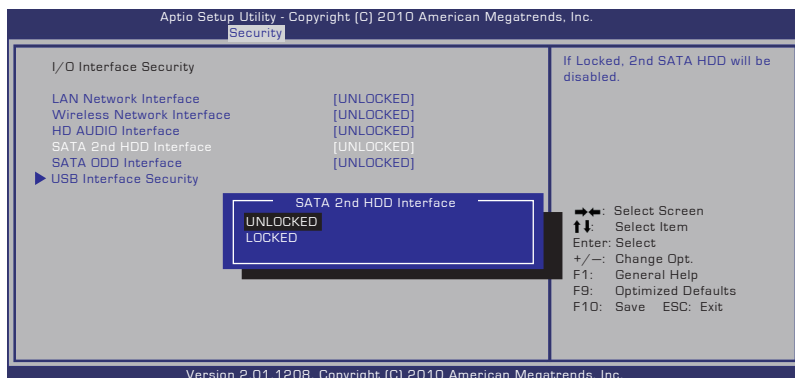 Aptio Setup Utility - Copyright (C) 2010 American Megatrends, Inc.
Security
I/O Interface Security
LAN Network Interface [UNLOCKED]
Wireless Network Interface [UNLOCKED]
HD AUDIO Interface [UNLOCKED]
SATA 2nd HDD Interface [UNLOCKED]
SATA ODD Interface [UNLOCKED]
USB Interface Security
SATA 2nd HDD Interface
UNLOCKED
LOCKED
If Locked, 2nd SATA HDD will be
disabled.
→←: Select Screen
↑↓: Select Item
Enter: Select
+/—: Change Opt.
F1: General Help
F9: Optimized Defaults
F10: Save ESC: Exit
Version 2.01.1208. Copyright (C) 2010 American Megatrends, Inc.